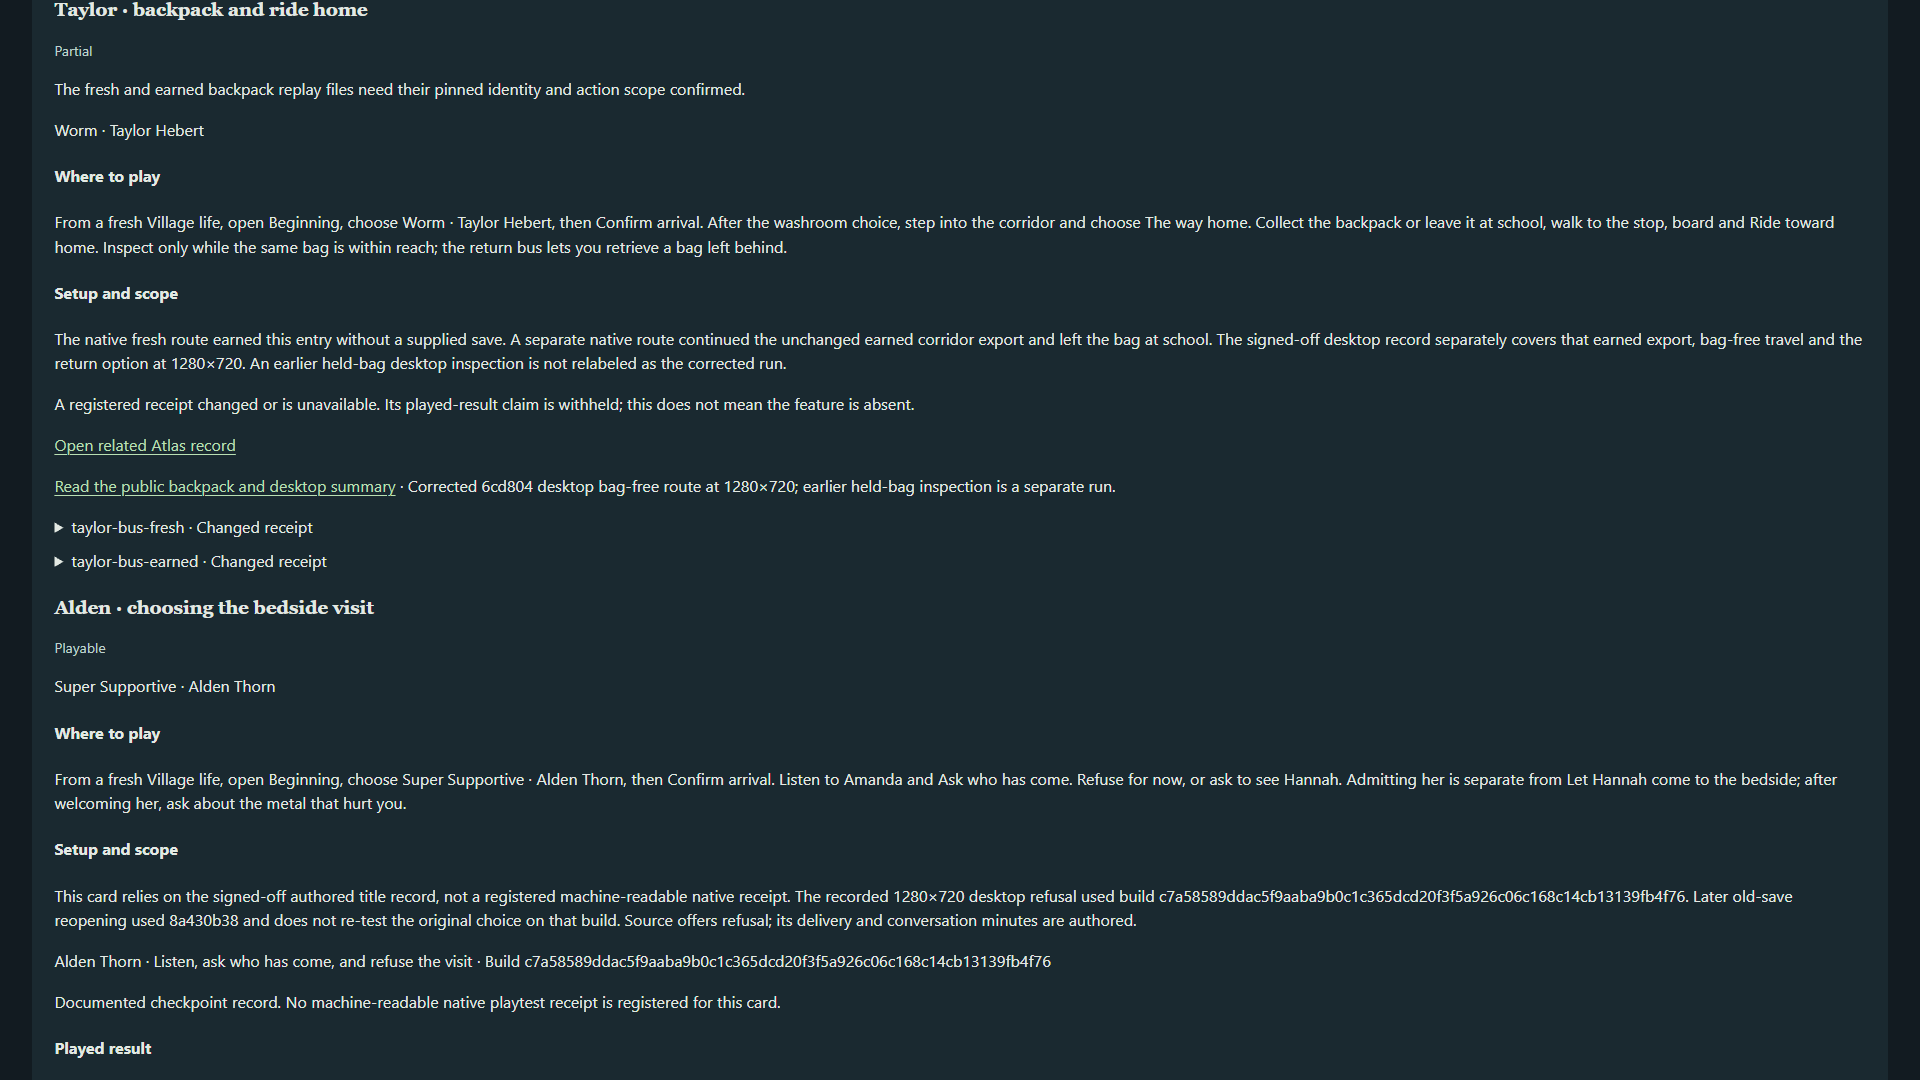 Taylor · backpack and ride home
Partial
The fresh and earned backpack replay files need their pinned identity and action scope confirmed.
Worm · Taylor Hebert
Where to play
From a fresh Village life, open Beginning, choose Worm · Taylor Hebert, then Confirm arrival. After the washroom choice, step into the corridor and choose The way home. Collect the backpack or leave it at school, walk to the stop, board and Ride toward
home. Inspect only while the same bag is within reach; the return bus lets you retrieve a bag left behind.
Setup and scope
The native fresh route earned this entry without a supplied save. A separate native route continued the unchanged earned corridor export and left the bag at school. The signed-off desktop record separately covers that earned export, bag-free travel and the
return option at 1280×720. An earlier held-bag desktop inspection is not relabeled as the corrected run.
A registered receipt changed or is unavailable. Its played-result claim is withheld; this does not mean the feature is absent.
Open related Atlas record
Read the public backpack and desktop summary · Corrected 6cd804 desktop bag-free route at 1280×720; earlier held-bag inspection is a separate run.
▶ taylor-bus-fresh · Changed receipt
▶ taylor-bus-earned · Changed receipt
Alden · choosing the bedside visit
Playable
Super Supportive · Alden Thorn
Where to play
From a fresh Village life, open Beginning, choose Super Supportive · Alden Thorn, then Confirm arrival. Listen to Amanda and Ask who has come. Refuse for now, or ask to see Hannah. Admitting her is separate from Let Hannah come to the bedside; after
welcoming her, ask about the metal that hurt you.
Setup and scope
This card relies on the signed-off authored title record, not a registered machine-readable native receipt. The recorded 1280×720 desktop refusal used build c7a58589ddac5f9aaba9b0c1c365dcd20f3f5a926c06c168c14cb13139fb4f76. Later old-save
reopening used 8a430b38 and does not re-test the original choice on that build. Source offers refusal; its delivery and conversation minutes are authored.
Alden Thorn · Listen, ask who has come, and refuse the visit · Build c7a58589ddac5f9aaba9b0c1c365dcd20f3f5a926c06c168c14cb13139fb4f76
Documented checkpoint record. No machine-readable native playtest receipt is registered for this card.
Played result